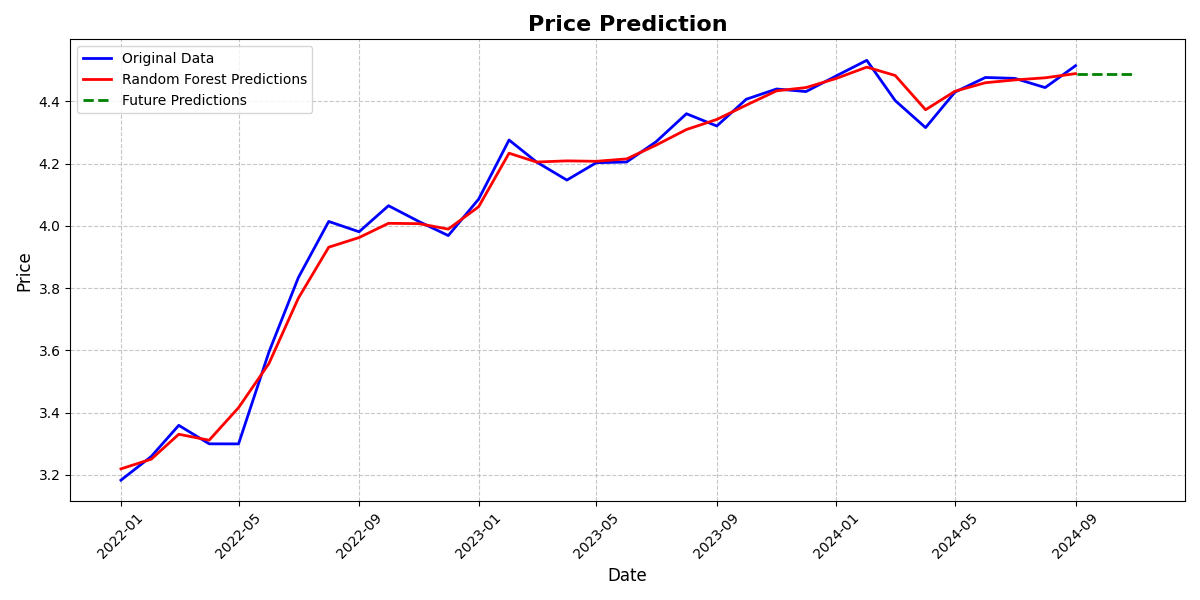 Price Prediction
Original Data
Random Forest Predictions
Future Predictions
Price
4.4
4.2
4.0
3.8
3.6
3.4
3.2
2022-01
2022-05
2022-09
2023-01
2023-05
2023-09
2024-01
2024-05
2024-09
Date